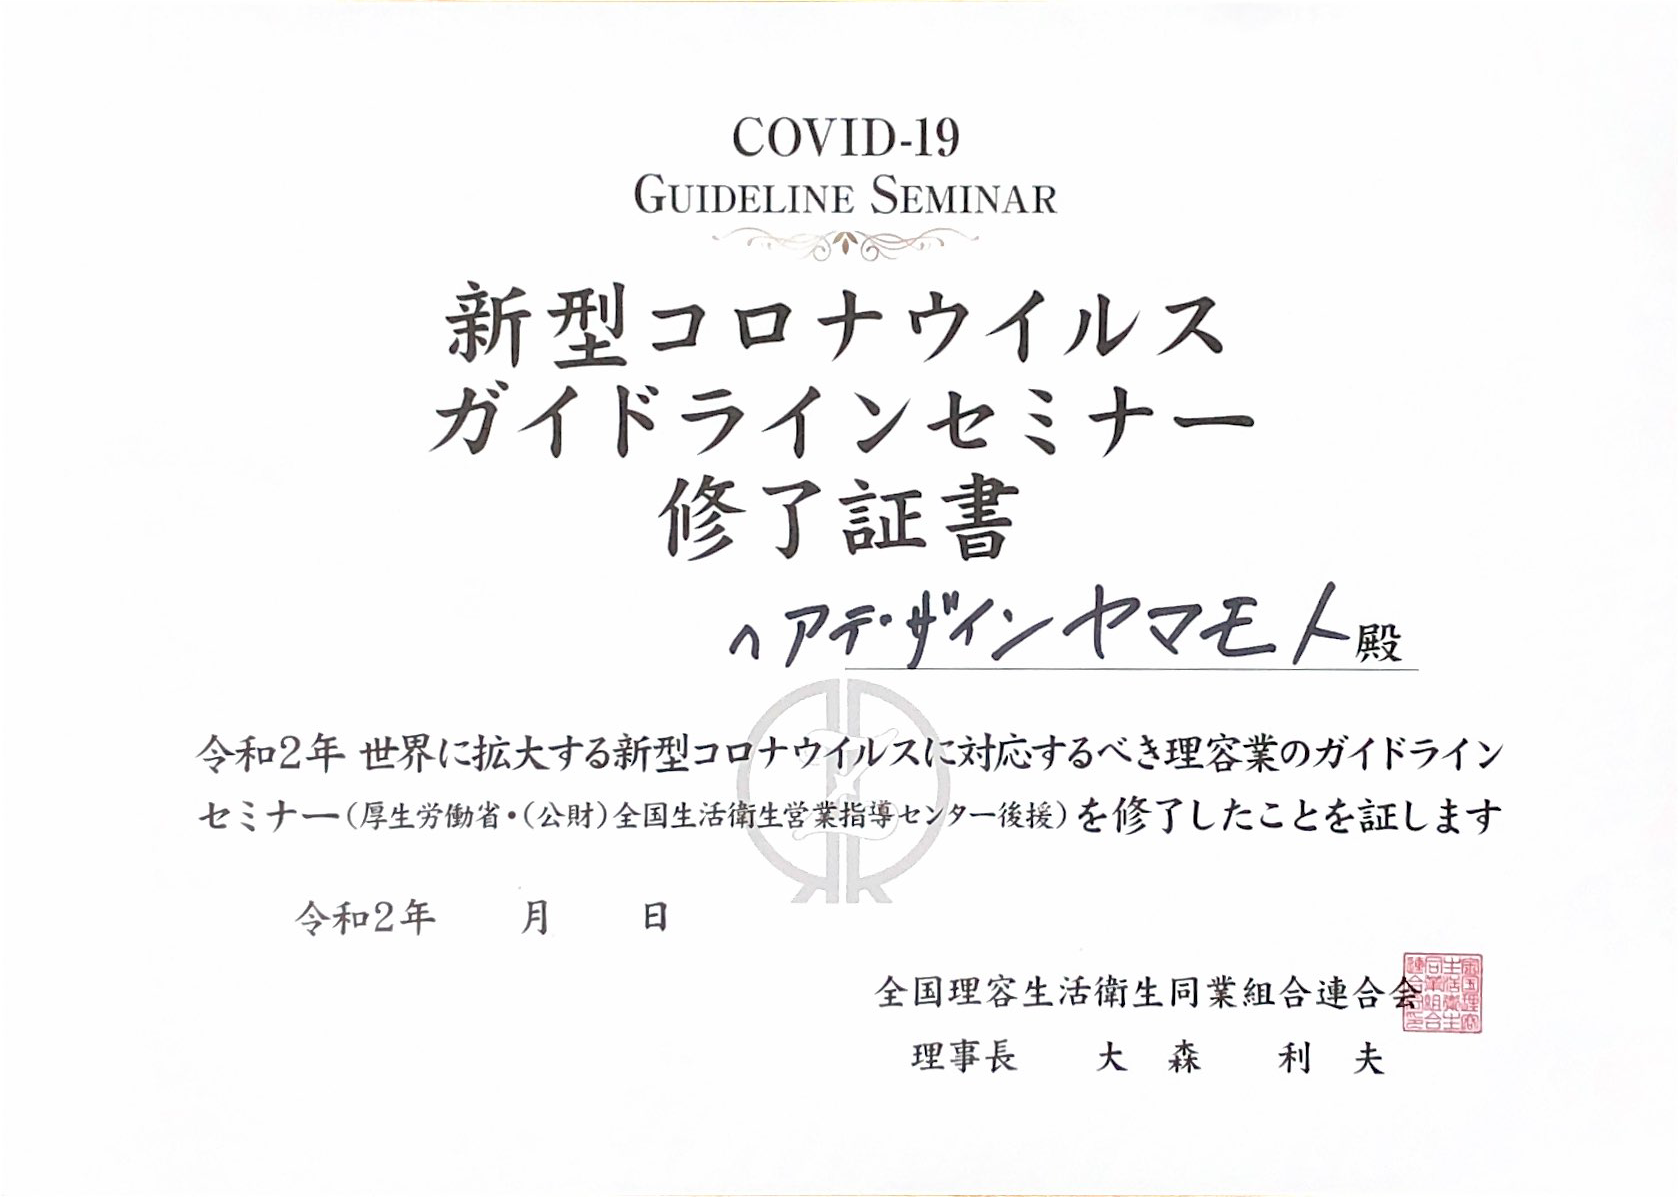 COVID-19
GUIDELINE SEMINAR
新型コロナウイルス
ガイドラインセミナー
修了証書
ヘアデ・ザインヤマモト殿
令和2年 世界に拡大する新型コロナウイルスに対応するべき理容業のガイドライン
セミナー(厚生労働省・(公財)全国生活衛生営業指導センター後援)を修了したことを証します
令和2年　　月　　日
全国理容生活衛生同業組合連合会
理事長　大森　利夫